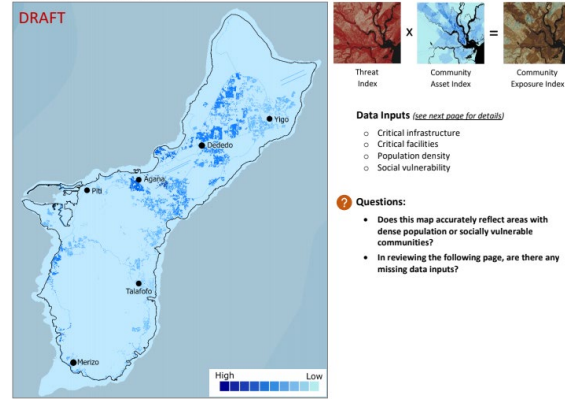 DRAFT
Yigo
Dededo
Agana
Piti
Talafofo
Merizo
High
Low
x
=
Threat
Index
Community
Asset Index
Community
Exposure Index
Data Inputs (see next page for details)
o Critical infrastructure
o Critical facilities
o Population density
o Social vulnerability
? Questions:
• Does this map accurately reflect areas with
dense population or socially vulnerable
communities?
• In reviewing the following page, are there any
missing data inputs?